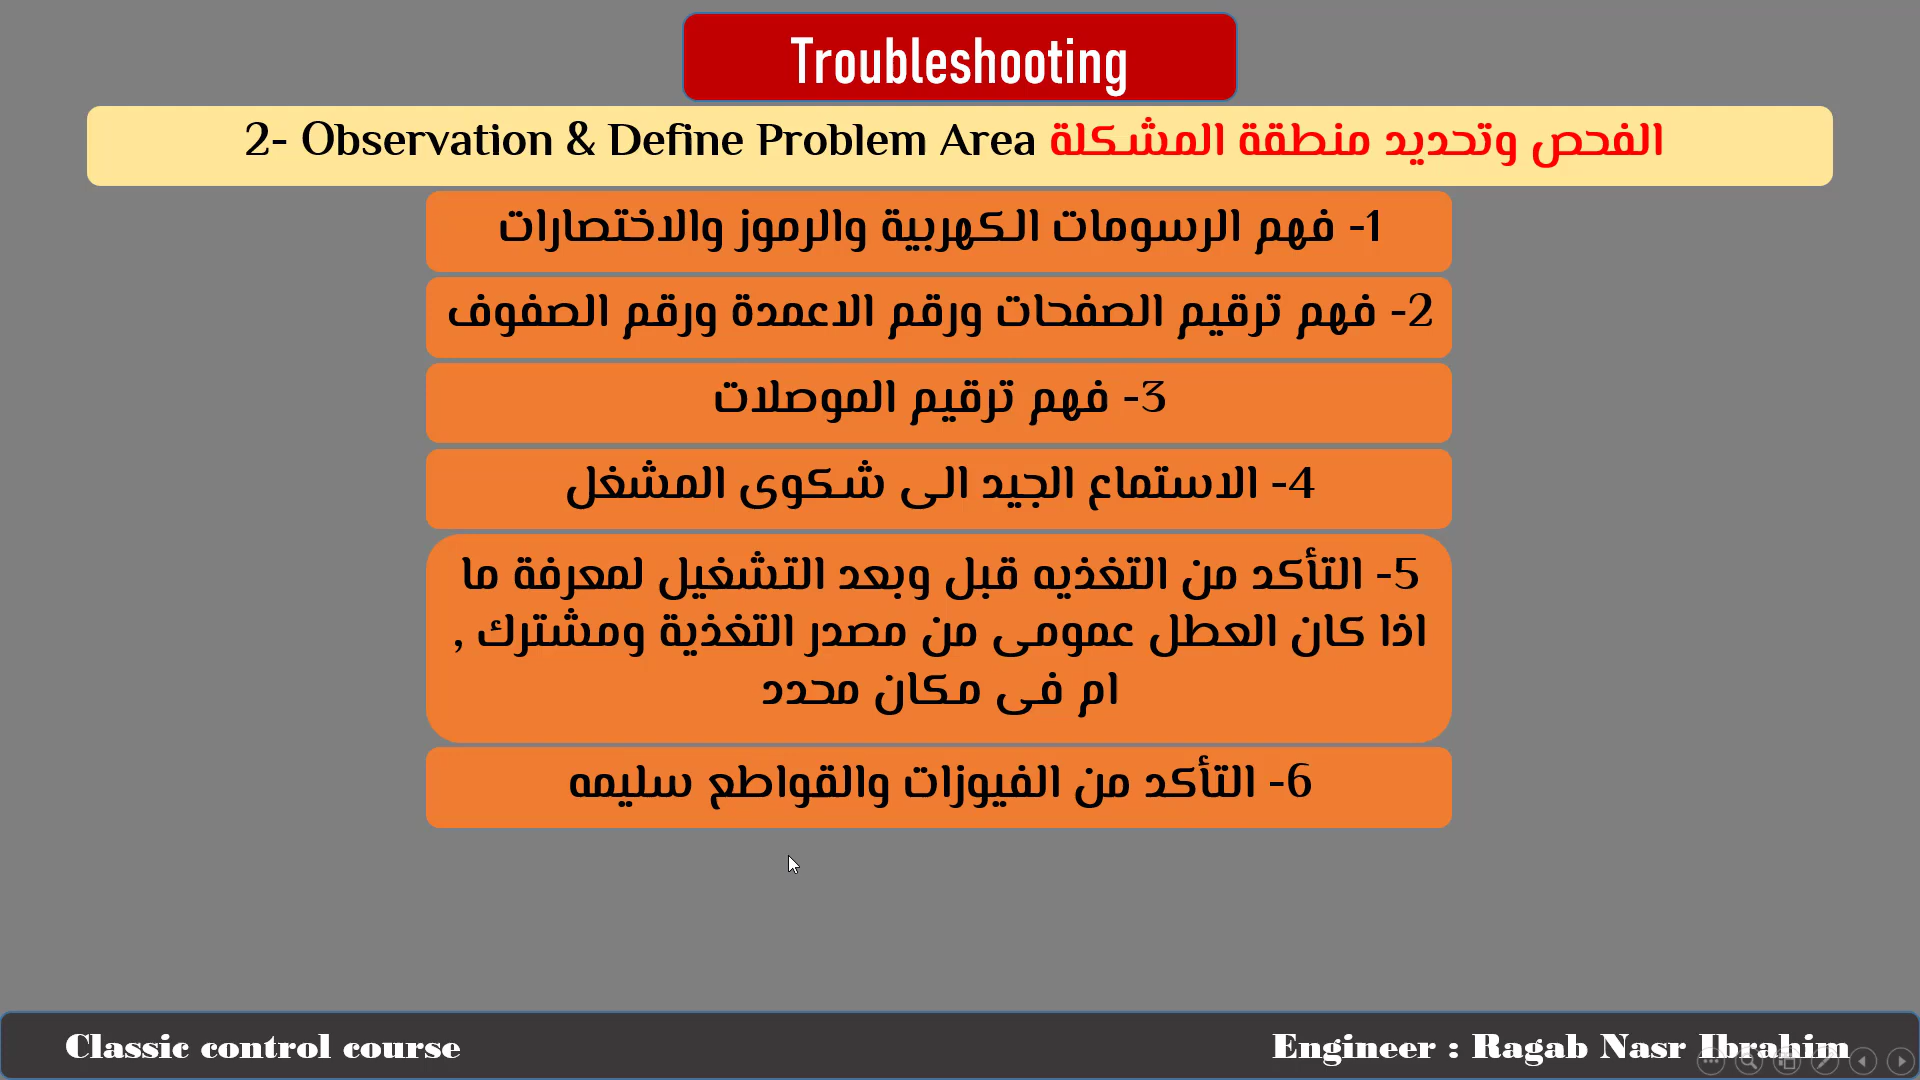 Troubleshooting
2- Observation & Define Problem Area الفحص وتحديد منطقة المشكلة
1- فهم الرسومات الكهربية والرموز والاختصارات
2- فهم ترقيم الصفحات ورقم الاعمدة ورقم الصفوف
3- فهم ترقيم الموصلات
4- الاستماع الجيد الى شكوى المشغل
5- التأكد من التغذيه قبل وبعد التشغيل لمعرفة ما
اذا كان العطل عمومى من مصدر التغذية ومشترك ,
ام فى مكان محدد
6- التأكد من الفيوزات والقواطع سليمه
Classic control course
Engineer : Ragab Nasr Ibrahim